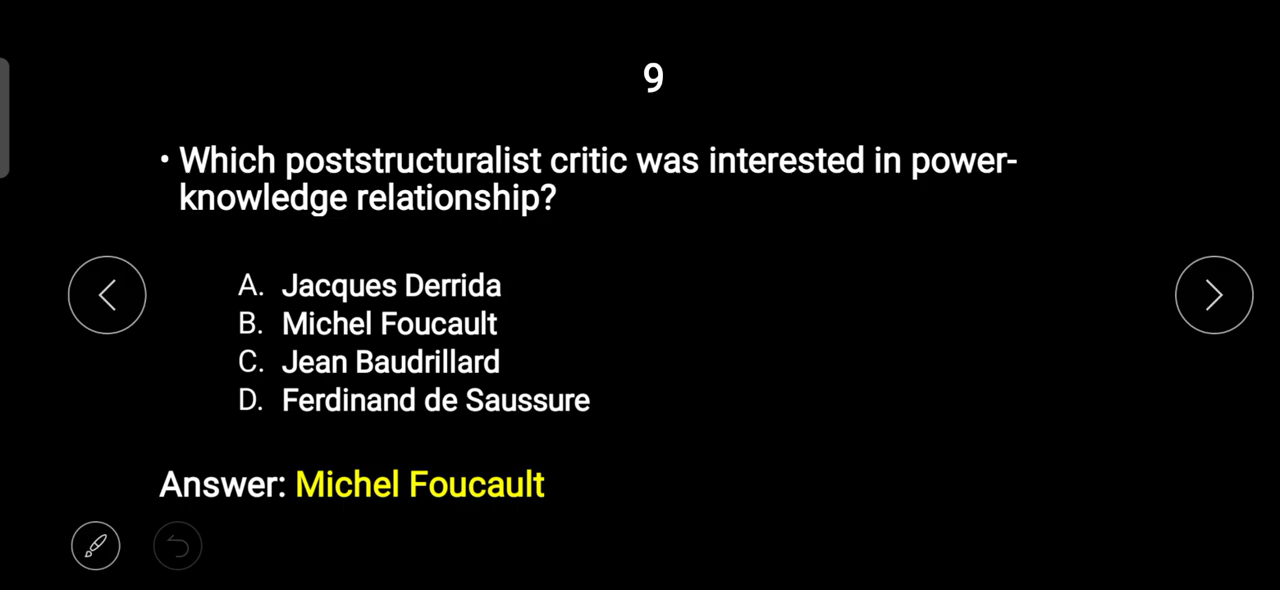 9
• Which poststructuralist critic was interested in power-
knowledge relationship?
A. Jacques Derrida
B. Michel Foucault
C. Jean Baudrillard
D. Ferdinand de Saussure
Answer: Michel Foucault